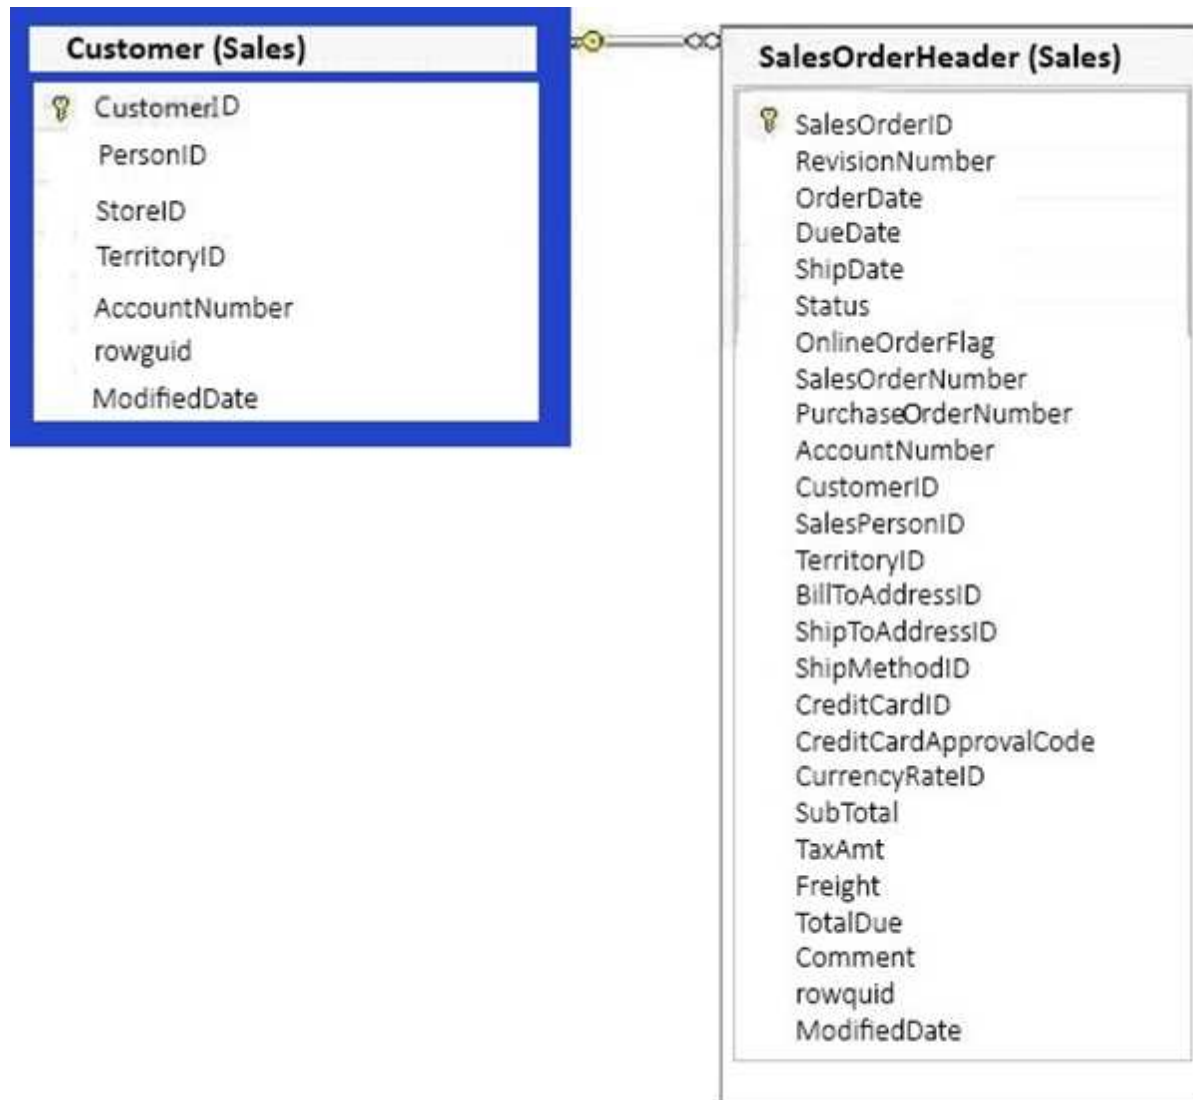 Customer (Sales)
CustomerID
PersonID
StoreID
TerritoryID
AccountNumber
rowguid
ModifiedDate
SalesOrderHeader (Sales)
SalesOrderID
RevisionNumber
OrderDate
DueDate
ShipDate
Status
OnlineOrderFlag
SalesOrderNumber
PurchaseOrderNumber
AccountNumber
CustomerID
SalesPersonID
TerritoryID
BillToAddressID
ShipToAddressID
ShipMethodID
CreditCardID
CreditCardApprovalCode
CurrencyRateID
SubTotal
TaxAmt
Freight
TotalDue
Comment
rowquid
ModifiedDate